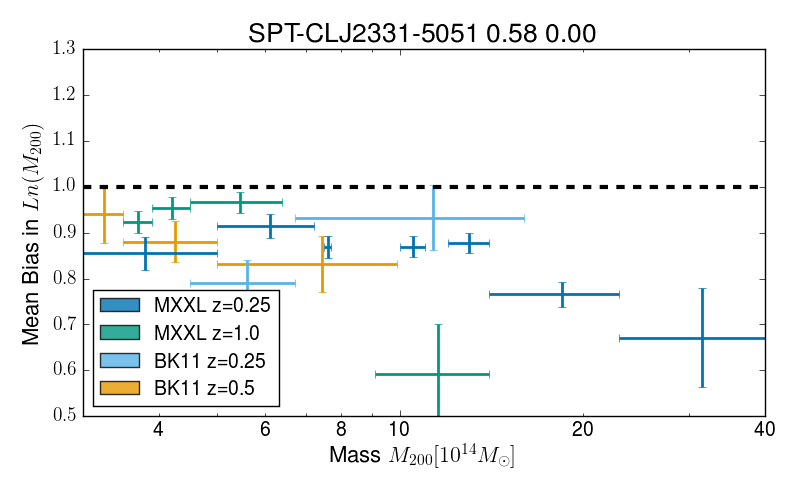 SPT-CLJ2331-5051 0.58 0.00
Mean Bias in Ln(M₂₀₀)
1.3
1.2
1.1
1.0
0.9
0.8
0.7
0.6
0.5
MXXL z=0.25
MXXL z=1.0
BK11 z=0.25
BK11 z=0.5
4 6 8 10 20 40
Mass M₂₀₀[10¹⁴M☉]